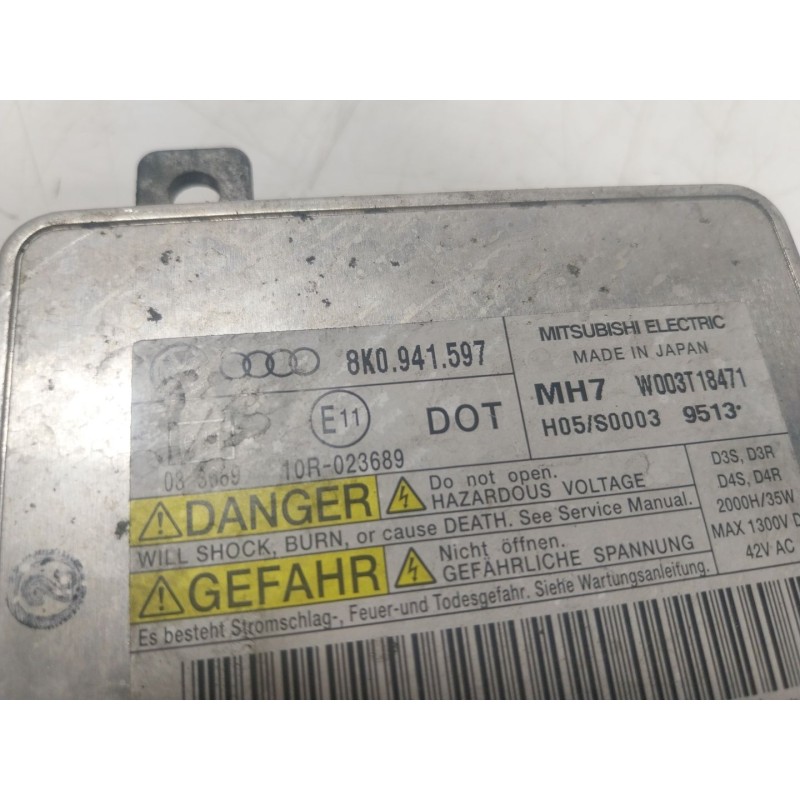 8K0.941.597
MITSUBISHI ELECTRIC
MADE IN JAPAN
MH7 W003T18471
H05/S0003 9513
E11 DOT
10R-023689
D3S, D3R
D4S, D4R
2000H/35W
MAX 1300V
42V AC
DANGER
Do not open.
HAZARDOUS VOLTAGE
WILL SHOCK, BURN, or cause DEATH. See Service Manual.
GEFAHR
Nicht öffnen.
GEFÄHRLICHE SPANNUNG
Es besteht Stromschlag-, Feuer-und Todesgefahr. Siehe Wartungsanleifung.